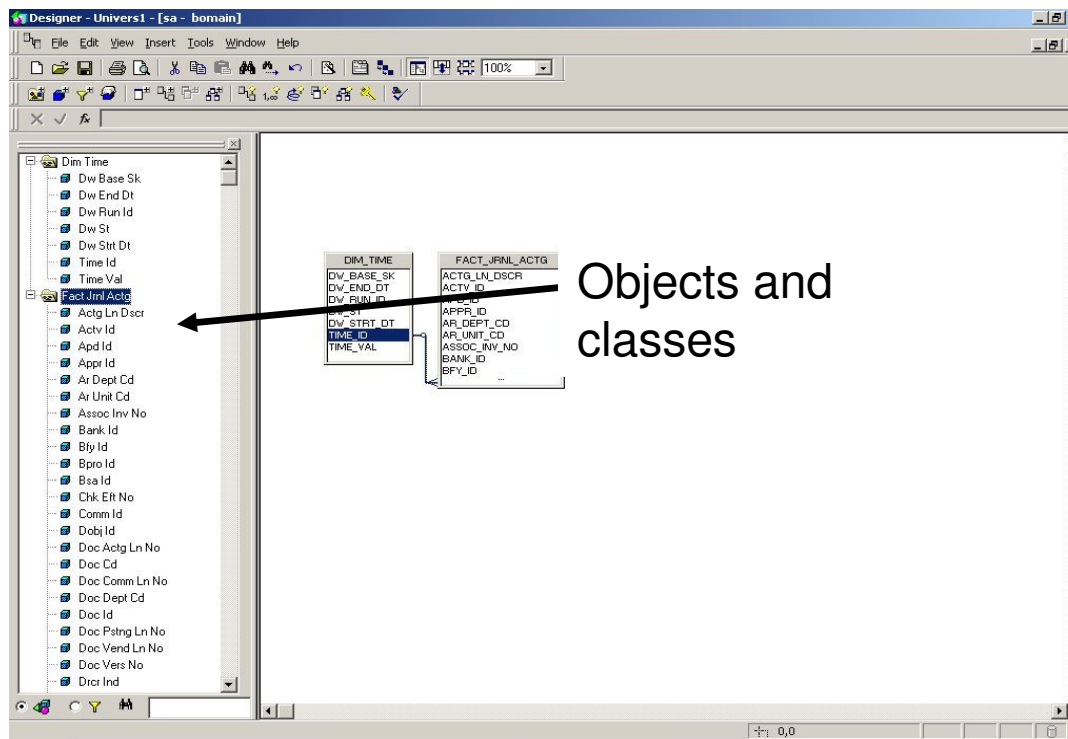 Designer - Univers1 - [sa - bomain]
File Edit View Insert Tools Window Help
100%
Dim Time
Dw Base Sk
Dw End Dt
Dw Run Id
Dw St
Dw Strt Dt
Time Id
Time Val
Fact Jrnl Actg
Actg Ln Dscr
Actv Id
Apd Id
Appr Id
Ar Dept Cd
Ar Unit Cd
Assoc Inv No
Bank Id
Bfy Id
Bpro Id
Bsa Id
Chk Eft No
Comm Id
Dobj Id
Doc Actg Ln No
Doc Cd
Doc Comm Ln No
Doc Dept Cd
Doc Id
Doc Pstng Ln No
Doc Vend Ln No
Doc Vers No
Drcr Ind
DIM_TIME
DW_BASE_SK
DW_END_DT
DW_RUN_ID
DW_ST
DW_STRT_DT
TIME_ID
TIME_VAL
FACT_JRNL_ACTG
ACTG_LN_DSCR
ACTV_ID
APD_ID
APPR_ID
AR_DEPT_CD
AR_UNIT_CD
ASSOC_INV_NO
BANK_ID
BFY_ID
...
Objects and
classes
0,0